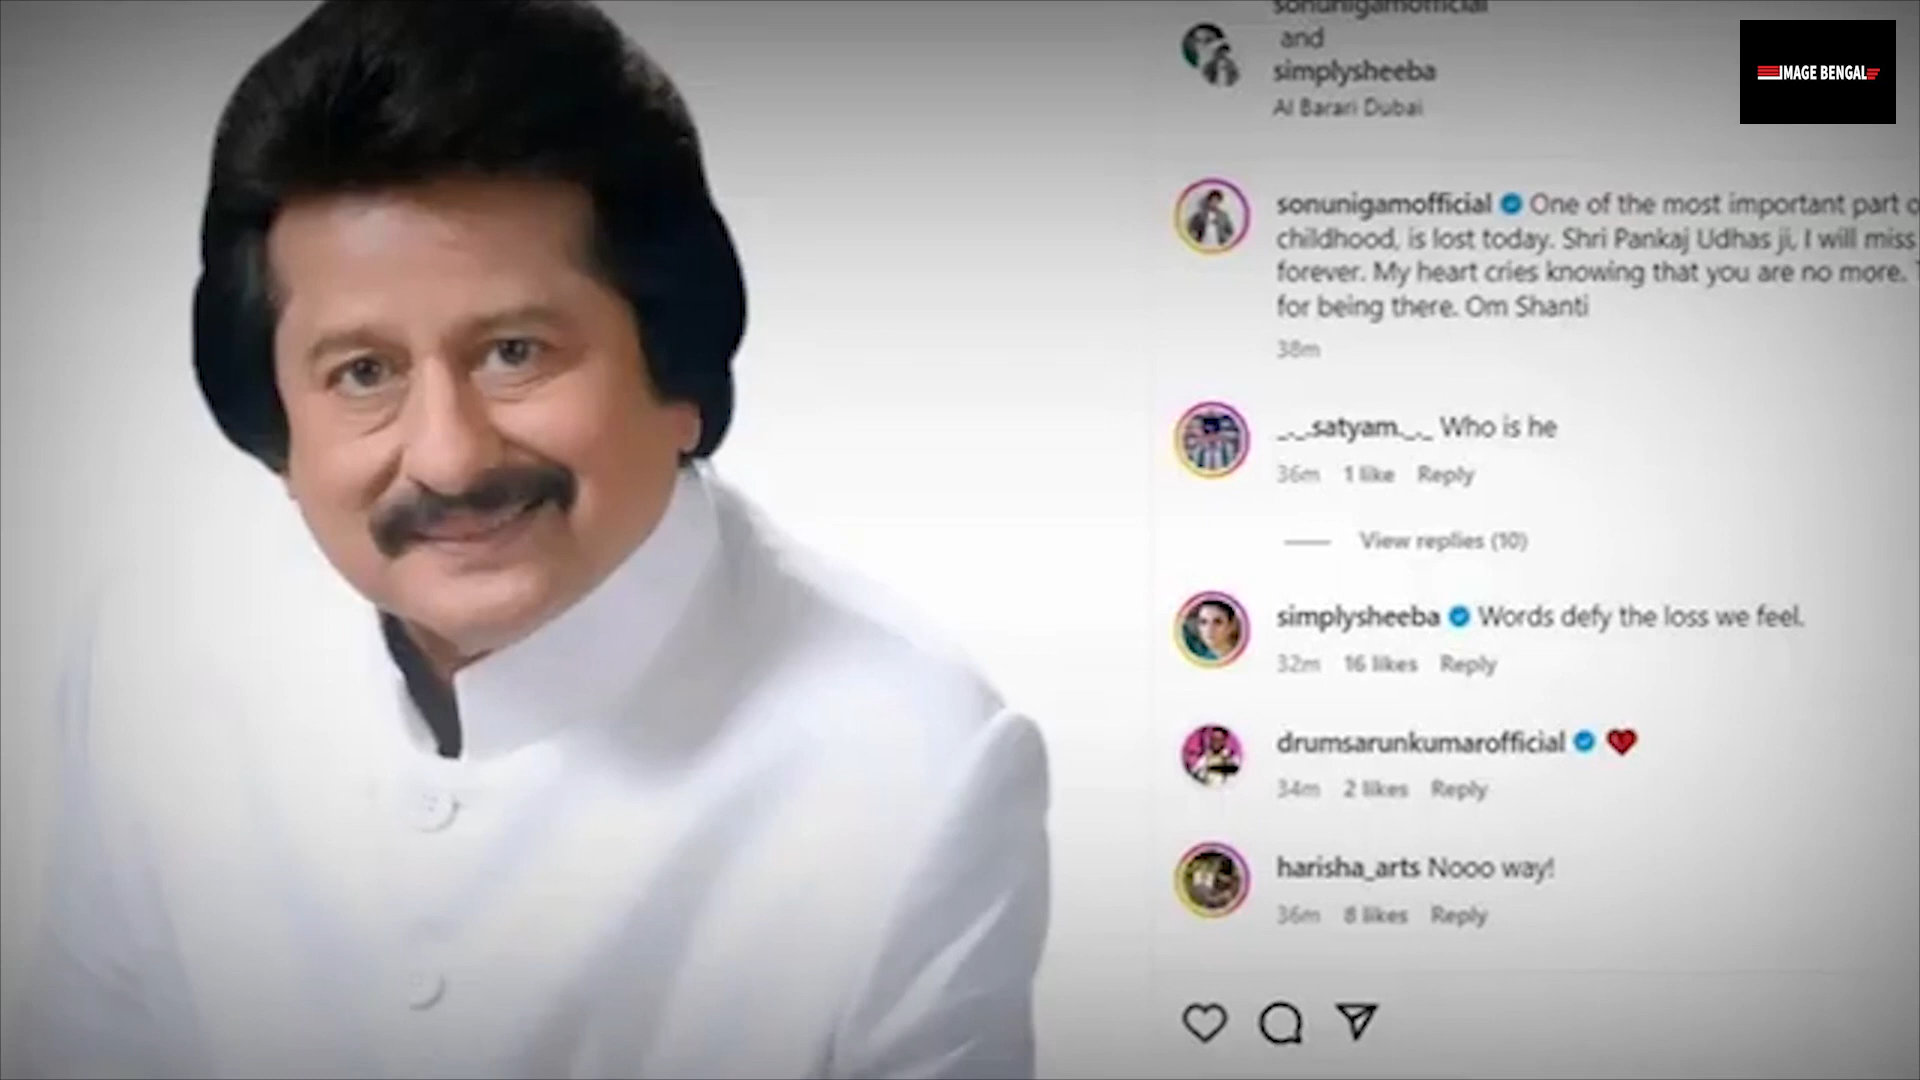 sonunigamofficial
and
simplysheeba
Al Barari Dubai
IMAGE BENGAL
sonunigamofficial One of the most important part
childhood, is lost today. Shri Pankaj Udhas ji, I will miss
forever. My heart cries knowing that you are no more.
for being there. Om Shanti
38m
_._.satyam._._ Who is he
36m 1 like Reply
View replies (10)
simplysheeba Words defy the loss we feel.
32m 16 likes Reply
drumsarunkumarofficial ❤
34m 2 likes Reply
harisha_arts Nooo way!
36m 8 likes Reply